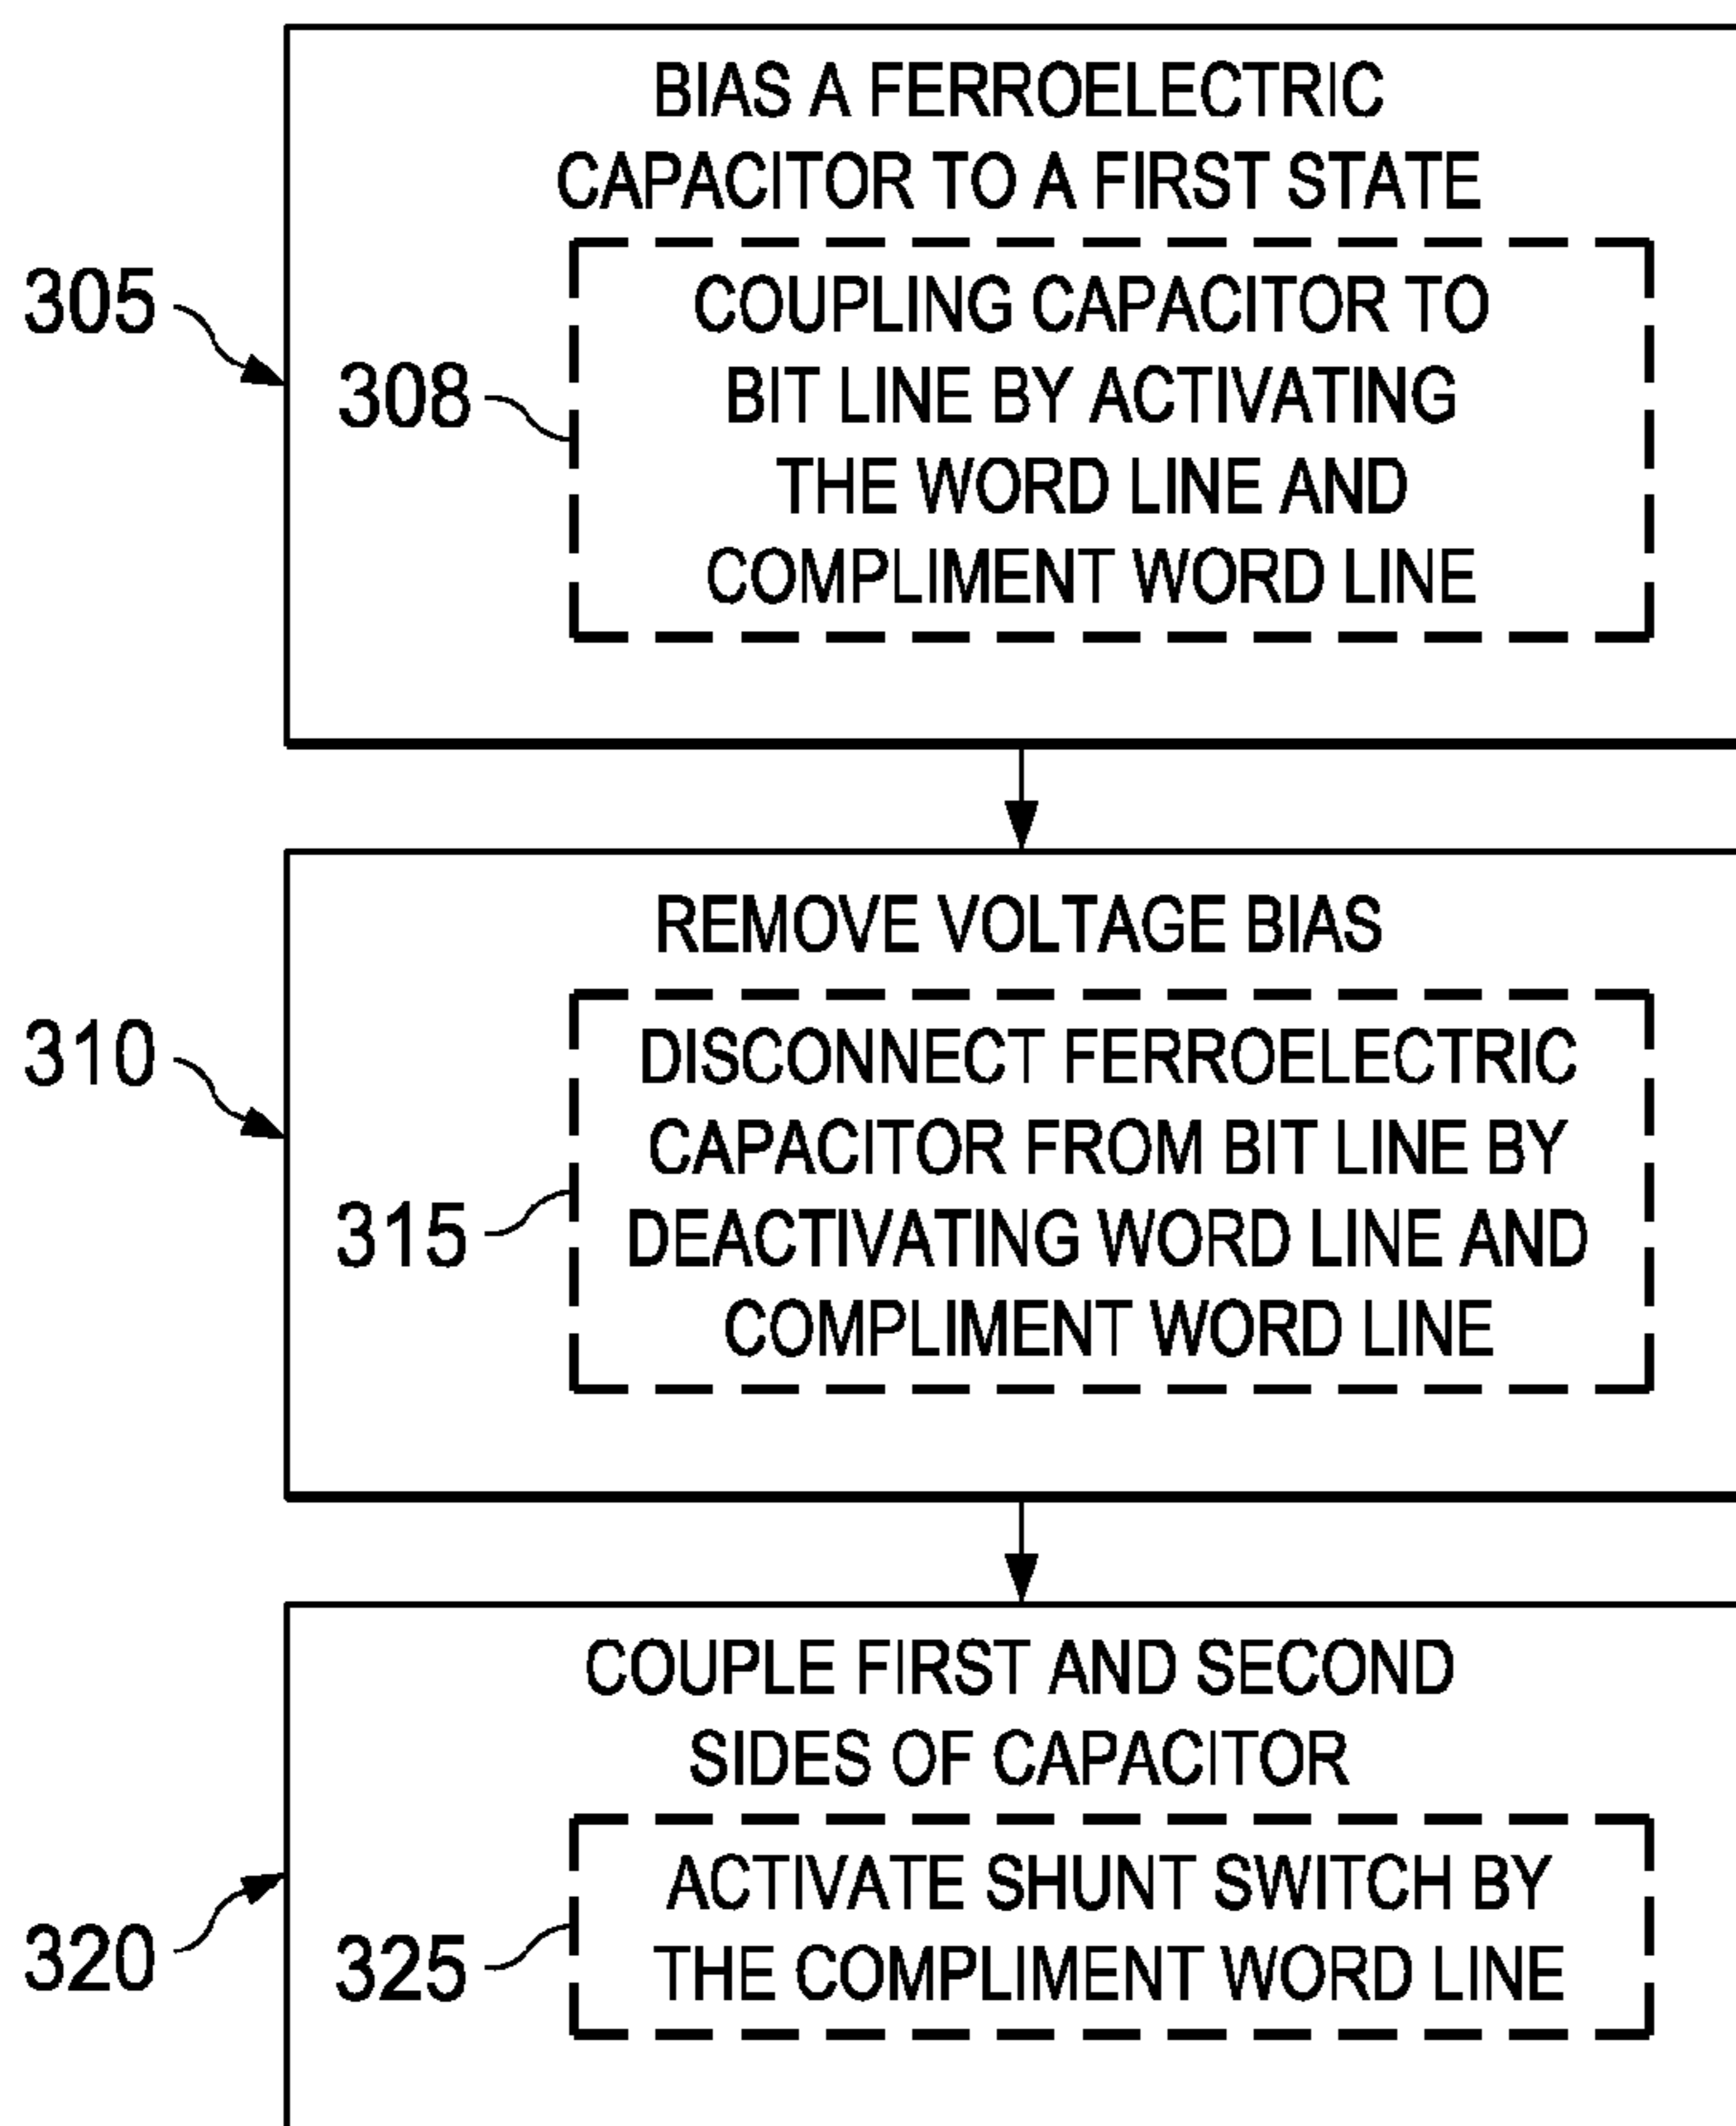 BIAS A FERROELECTRIC
CAPACITOR TO A FIRST STATE
305
308
COUPLING CAPACITOR TO
BIT LINE BY ACTIVATING
THE WORD LINE AND
COMPLIMENT WORD LINE
REMOVE VOLTAGE BIAS
310
315
DISCONNECT FERROELECTRIC
CAPACITOR FROM BIT LINE BY
DEACTIVATING WORD LINE AND
COMPLIMENT WORD LINE
COUPLE FIRST AND SECOND
SIDES OF CAPACITOR
320
325
ACTIVATE SHUNT SWITCH BY
THE COMPLIMENT WORD LINE